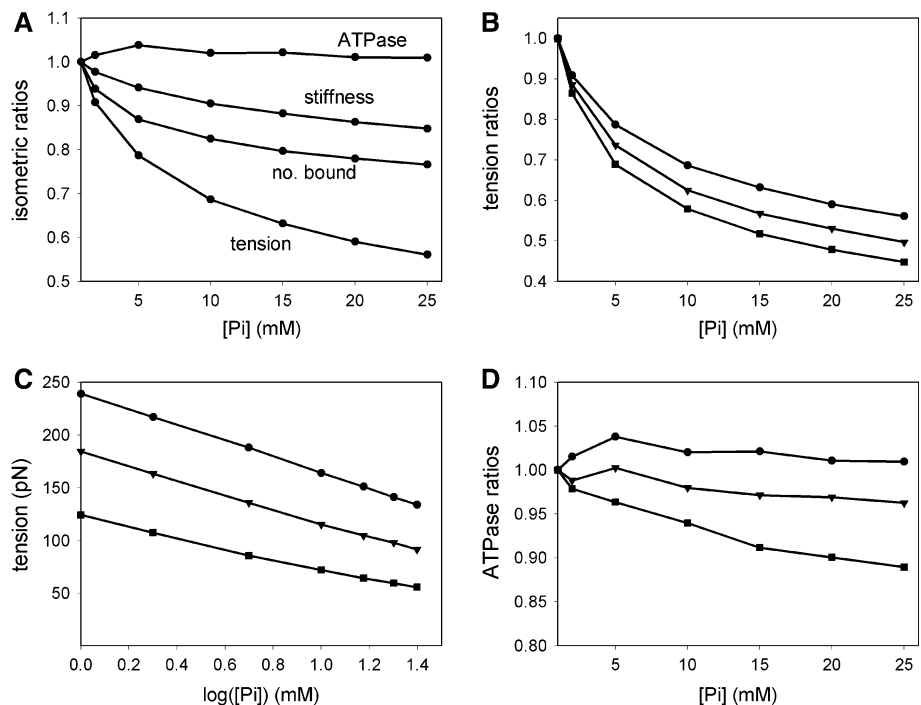 A
isometric ratios
1.1
1.0
0.9
0.8
0.7
0.6
0.5
ATPase
stiffness
no. bound
tension
5 10 15 20 25
[Pi] (mM)
B
tension ratios
1.0
0.9
0.8
0.7
0.6
0.5
0.4
5 10 15 20 25
[Pi] (mM)
C
tension (pN)
250
200
150
100
50
0.0 0.2 0.4 0.6 0.8 1.0 1.2 1.4
log([Pi]) (mM)
D
ATPase ratios
1.10
1.05
1.00
0.95
0.90
0.85
0.80
5 10 15 20 25
[Pi] (mM)